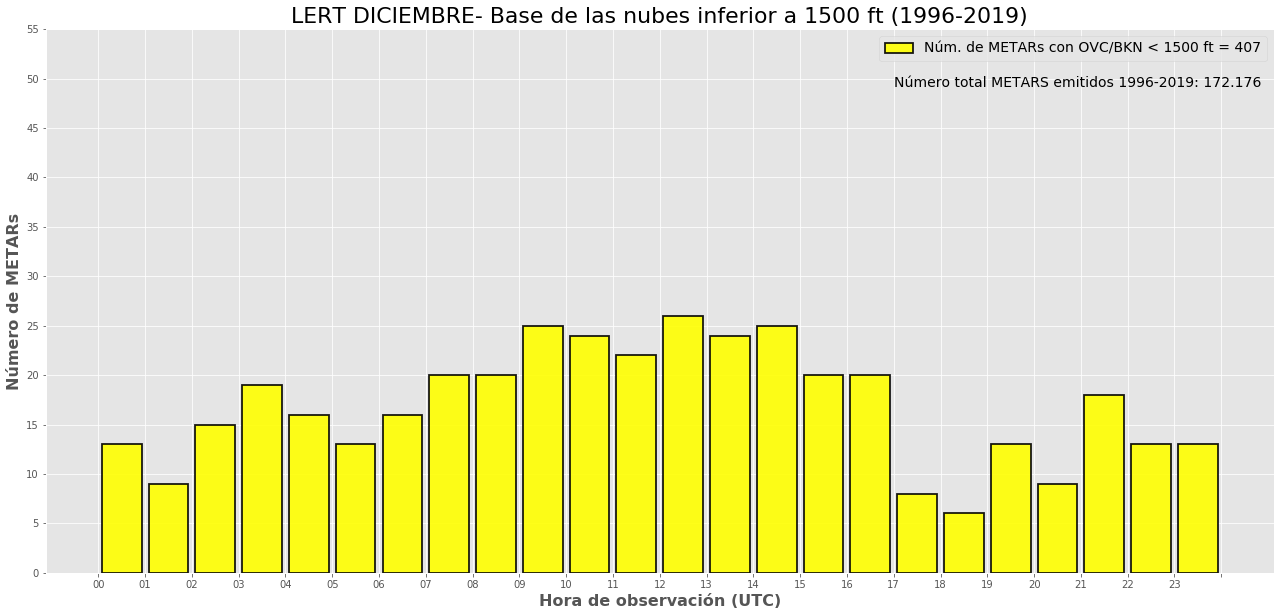 LERT DICIEMBRE- Base de las nubes inferior a 1500 ft (1996-2019)
Núm. de METARs con OVC/BKN < 1500 ft = 407
Número total METARS emitidos 1996-2019: 172.176
Número de METARs
55
50
45
40
35
30
25
20
15
10
5
0
00 01 02 03 04 05 06 07 08 09 10 11 12 13 14 15 16 17 18 19 20 21 22 23
Hora de observación (UTC)